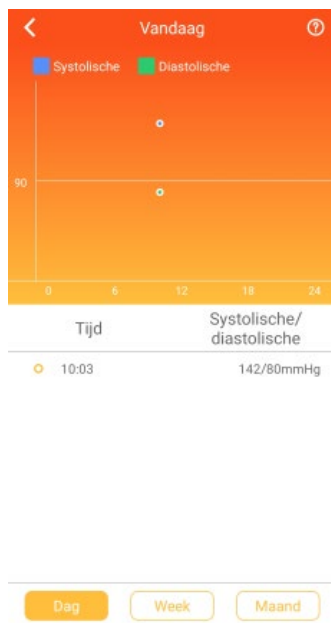 Vandaag
Systolische Diastolische
90
0 6 12 18 24
Tijd Systolische/
diastolische
10:03 142/80mmHg
Dag Week Maand